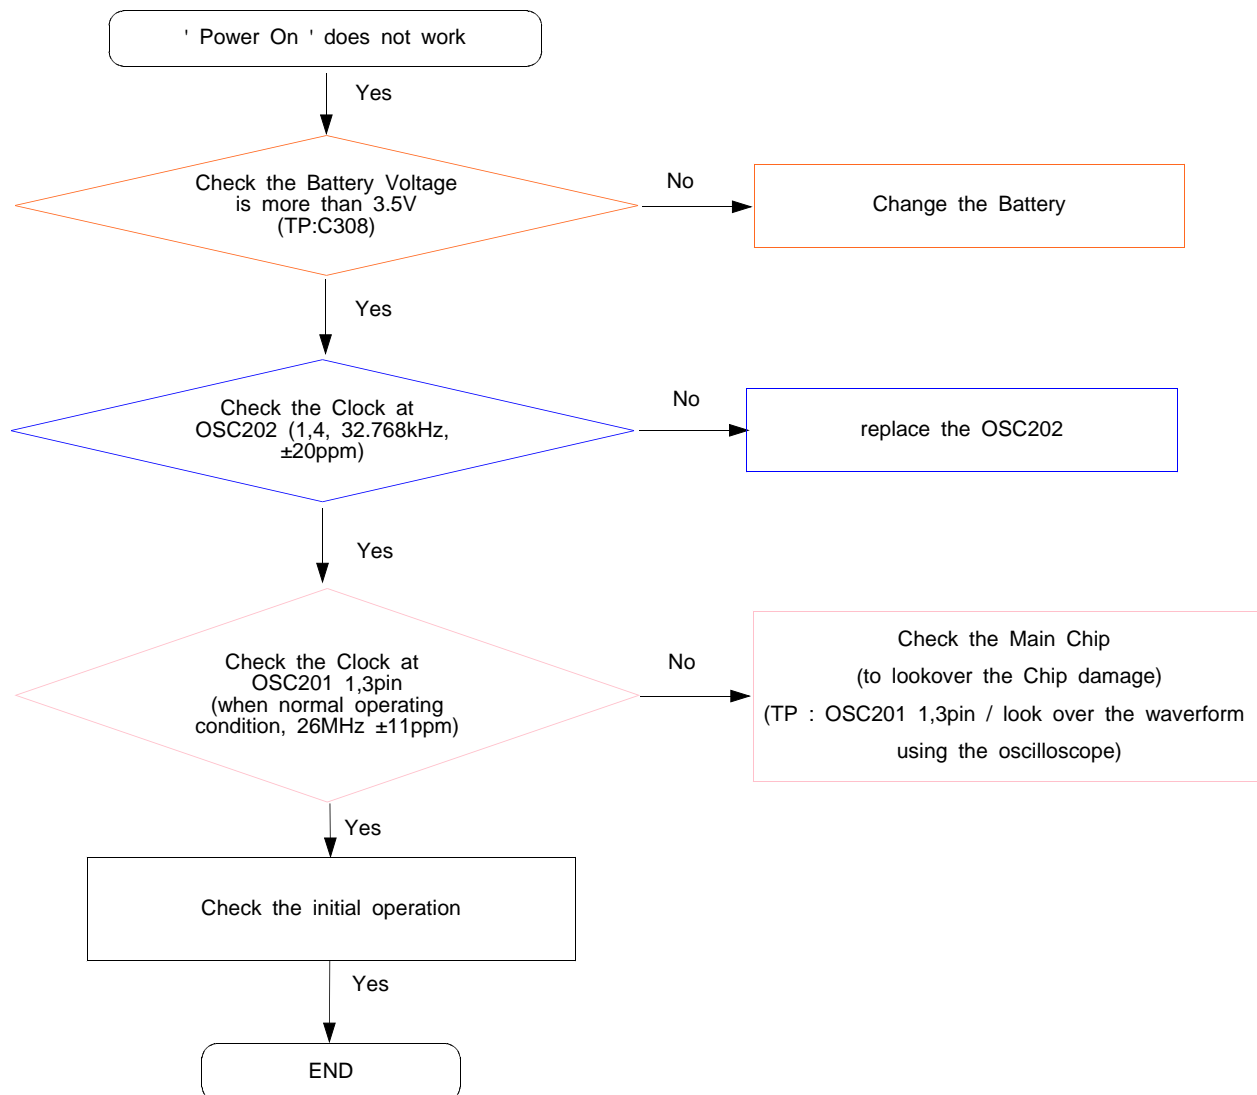 ' Power On ' does not work
Yes
Check the Battery Voltage
is more than 3.5V
(TP:C308)
No
Change the Battery
Yes
Check the Clock at
OSC202 (1,4, 32.768kHz,
±20ppm)
No
replace the OSC202
Yes
Check the Clock at
OSC201 1,3pin
(when normal operating
condition, 26MHz ±11ppm)
No
Check the Main Chip
(to lookover the Chip damage)
(TP : OSC201 1,3pin / look over the waverform
using the oscilloscope)
Yes
Check the initial operation
Yes
END